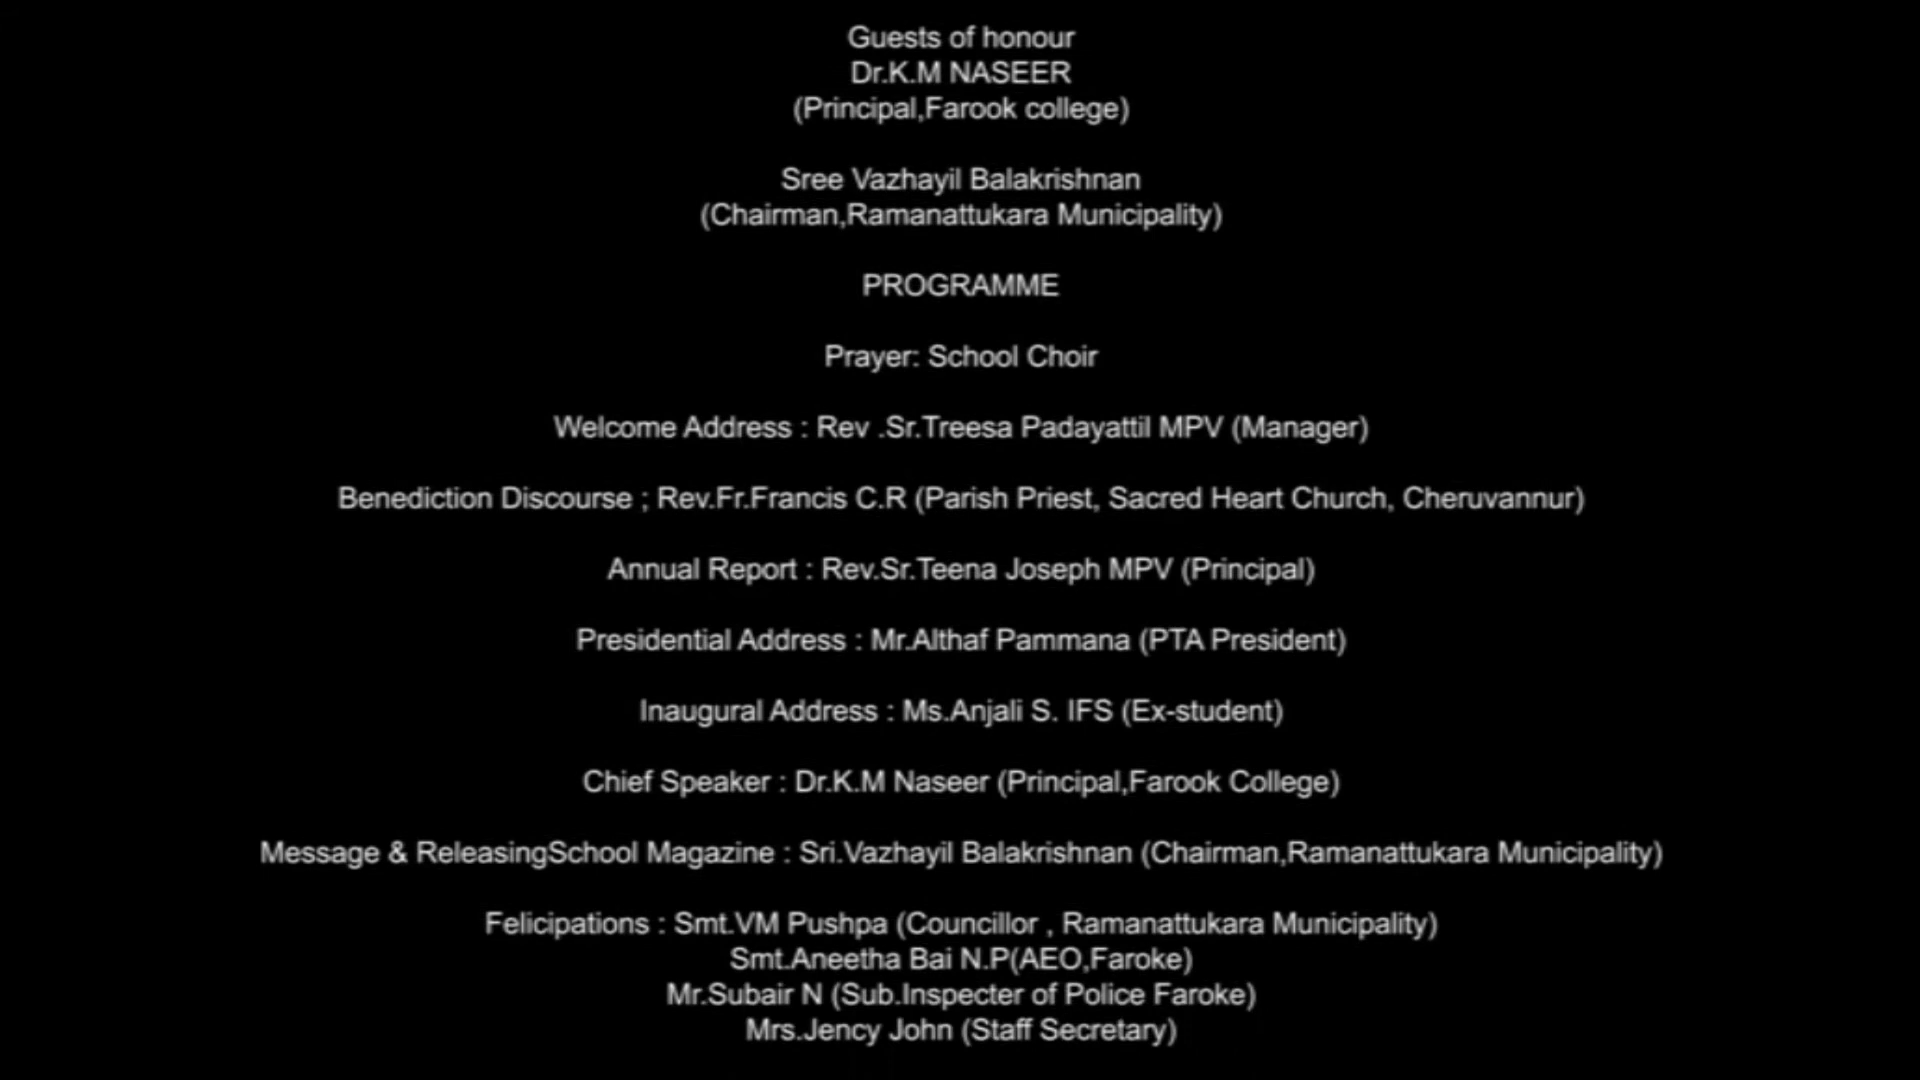 Guests of honour
Dr.K.M NASEER
(Principal,Farook college)
Sree Vazhayil Balakrishnan
(Chairman,Ramanattukara Municipality)
PROGRAMME
Prayer: School Choir
Welcome Address : Rev .Sr.Treesa Padayattil MPV (Manager)
Benediction Discourse ; Rev.Fr.Francis C.R (Parish Priest, Sacred Heart Church, Cheruvannur)
Annual Report : Rev.Sr.Teena Joseph MPV (Principal)
Presidential Address : Mr.Althaf Pammana (PTA President)
Inaugural Address : Ms.Anjali S. IFS (Ex-student)
Chief Speaker : Dr.K.M Naseer (Principal,Farook College)
Message & ReleasingSchool Magazine : Sri.Vazhayil Balakrishnan (Chairman,Ramanattukara Municipality)
Felicipations : Smt.VM Pushpa (Councillor , Ramanattukara Municipality)
Smt.Aneetha Bai N.P(AEO,Faroke)
Mr.Subair N (Sub.Inspecter of Police Faroke)
Mrs.Jency John (Staff Secretary)